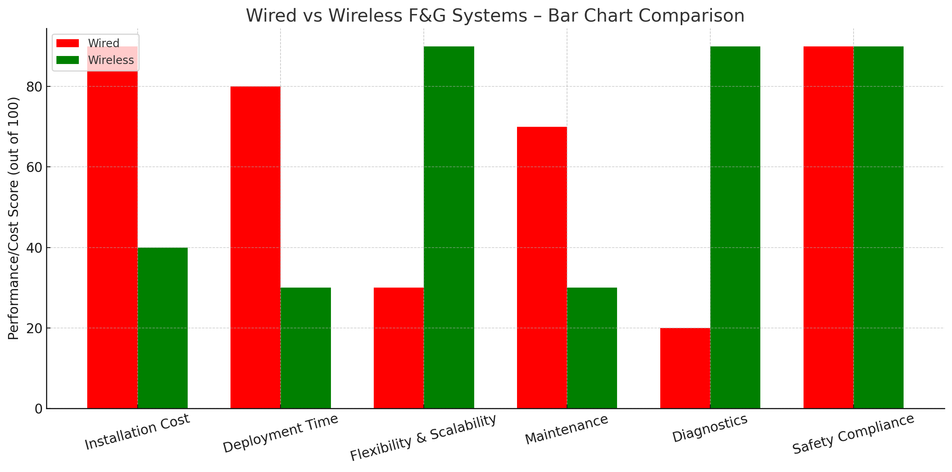 Wired vs Wireless F&G Systems – Bar Chart Comparison
Wired
Wireless
Performance/Cost Score (out of 100)
80
60
40
20
0
Installation Cost
Deployment Time
Flexibility & Scalability
Maintenance
Diagnostics
Safety Compliance